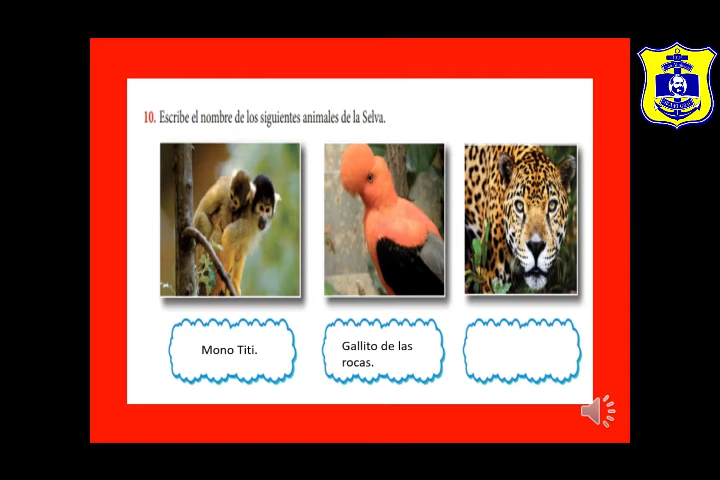 10. Escribe el nombre de los siguientes animales de la Selva.
Mono Titi.
Gallito de las
rocas.